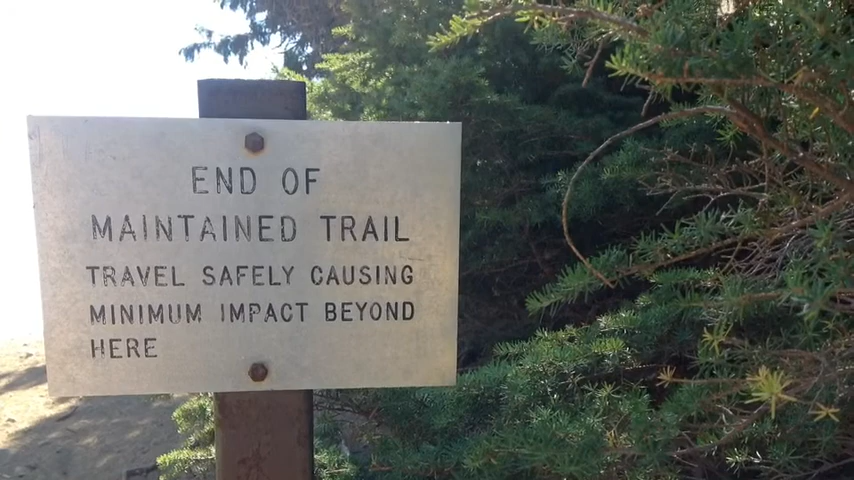 END OF
MAINTAINED TRAIL
TRAVEL SAFELY CAUSING
MINIMUM IMPACT BEYOND
HERE